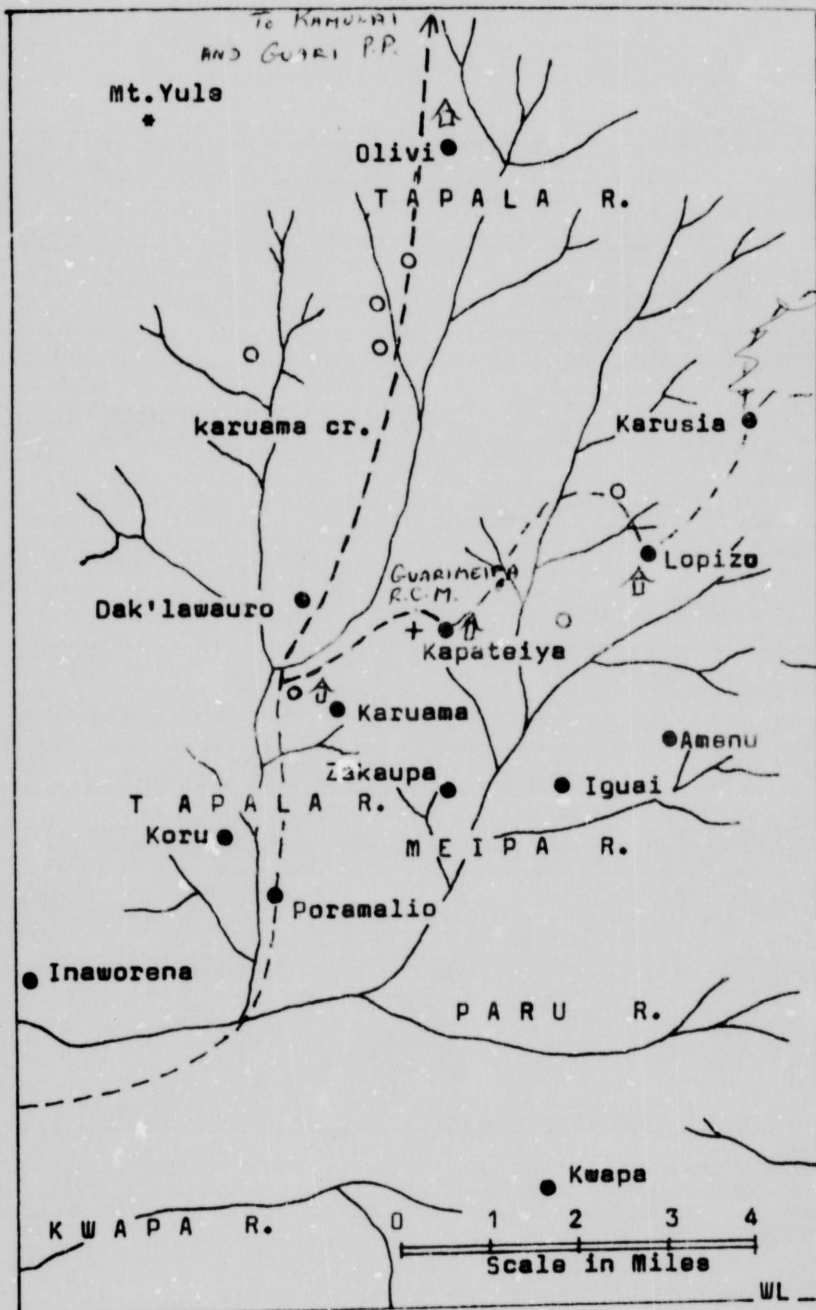 To KAMULAI
AND GUARI P.P.
Mt.Yule
Olivi
TAPALA R.
karuama cr.
Karusia
Lopizo
GUARIMEIPA
R.C.M.
Dak'lawauro
Kapateiya
Karuama
Amenu
Zakaupa
Iguai
TAPALA R.
Koru
MEIPA R.
Poramalio
Inaworena
PARU R.
Kwapa
KWAPA R.
0 1 2 3 4
Scale in Miles
WL